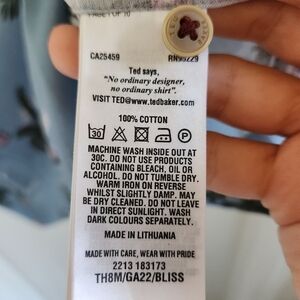 CA25459 RN95229
Ted says,
"No ordinary designer,
no ordinary shirt".
VISIT TED@www.tedbaker.com
100% COTTON
30
MACHINE WASH INSIDE OUT AT
30C. DO NOT USE PRODUCTS
CONTAINING BLEACH, OIL OR
ALCOHOL. DO NOT TUMBLE DRY.
WARM IRON ON REVERSE
WHILST SLIGHTLY DAMP. MAY
BE DRY CLEANED. DO NOT LEAVE
IN DIRECT SUNLIGHT. WASH
DARK COLOURS SEPARATELY.
MADE IN LITHUANIA
MADE WITH CARE, WEAR WITH PRIDE
2213 183173
TH8M/GA22/BLISS